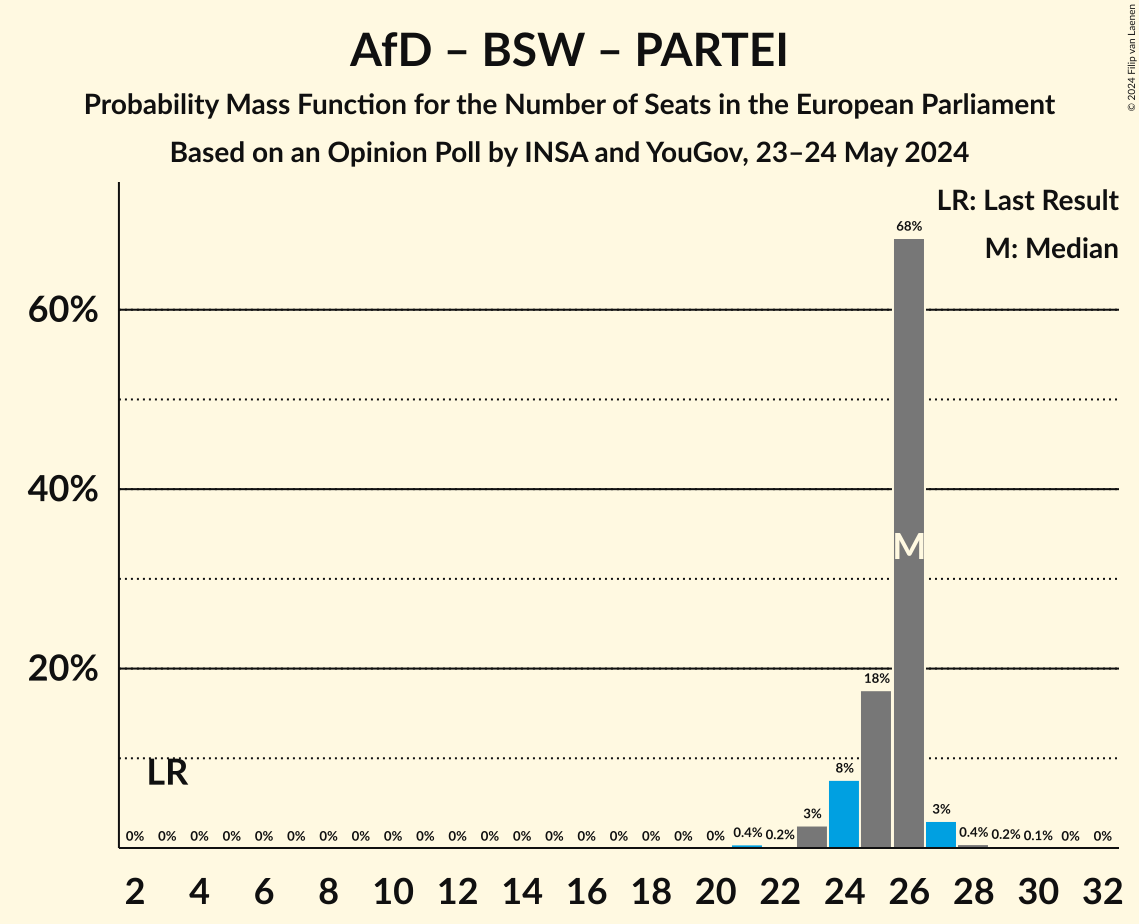 AfD – BSW – PARTEI
Probability Mass Function for the Number of Seats in the European Parliament
Based on an Opinion Poll by INSA and YouGov, 23–24 May 2024
© 2024 Filip van Laenen
LR: Last Result
M: Median
68%
60%
40%
M
20%
18%
LR
8%
3% 3%
0% 0% 0% 0% 0% 0% 0% 0% 0% 0% 0% 0% 0% 0% 0% 0% 0% 0% 0% 0.4% 0.2% 0.4% 0.2% 0.1% 0% 0%
2 4 6 8 10 12 14 16 18 20 22 24 26 28 30 32